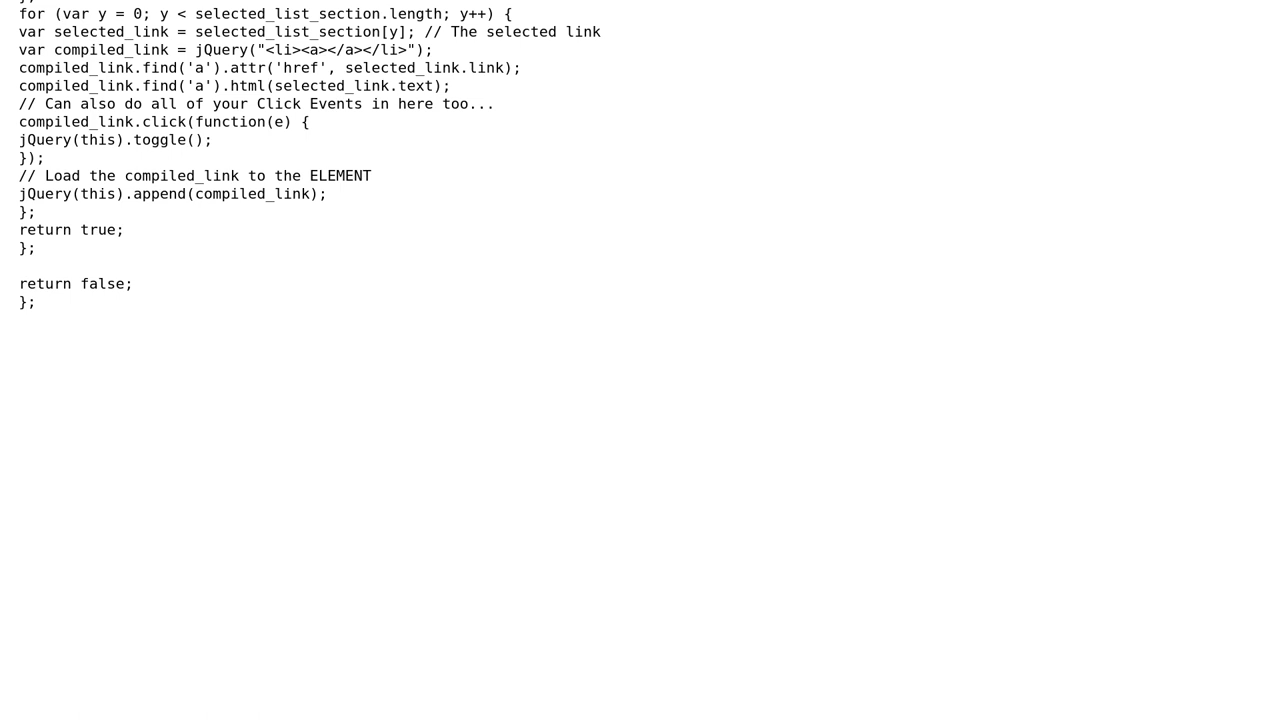 };
for (var y = 0; y < selected_list_section.length; y++) {
var selected_link = selected_list_section[y]; // The selected link
var compiled_link = jQuery("<li><a></a></li>");
compiled_link.find('a').attr('href', selected_link.link);
compiled_link.find('a').html(selected_link.text);
// Can also do all of your Click Events in here too...
compiled_link.click(function(e) {
jQuery(this).toggle();
});
// Load the compiled_link to the ELEMENT
jQuery(this).append(compiled_link);
};
return true;
};

return false;
};